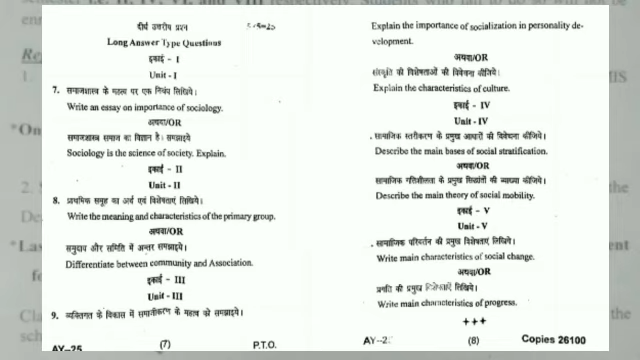 दीर्घ उत्तरीय प्रश्न
Long Answer Type Questions
इकाई - I
Unit - I
7. समाजशास्त्र के महत्व पर एक निबंध लिखिये।
Write an essay on importance of sociology.
अथवा/OR
समाजशास्त्र समाज का विज्ञान है। समझाइये
Sociology is the science of society. Explain.
इकाई - II
Unit - II
8. प्राथमिक समूह का अर्थ एवं विशेषताएं लिखिये।
Write the meaning and characteristics of the primary group.
अथवा/OR
समुदाय और समिति में अन्तर समझाइये।
Differentiate between community and Association.
इकाई - III
Unit - III
9. व्यक्तिगत के विकास में समाजीकरण के महत्व को समझाइये।
AY-25 (7) P.T.O.
Explain the importance of socialization in personality de-
velopment.
अथवा/OR
संस्कृति की विशेषताओं की विवेचना कीजिये।
Explain the characteristics of culture.
इकाई - IV
Unit - IV
सामाजिक स्तरीकरण के प्रमुख आधारों की विवेचना कीजिये।
Describe the main bases of social stratification.
अथवा/OR
सामाजिक गतिशीलता के प्रमुख सिद्धांतों की व्याख्या कीजिये।
Describe the main theory of social mobility.
इकाई - V
Unit - V
सामाजिक परिवर्तन की प्रमुख विशेषताएं लिखिये।
Write main characteristics of social change.
अथवा/OR
प्रगति की प्रमुख विशेषताएं लिखिये।
Write main characteristics of progress.
+++
AY-2 (8) Copies 26100